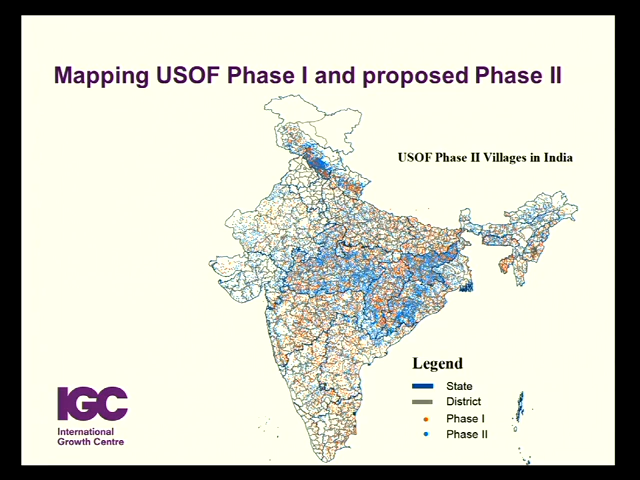 Mapping USOF Phase I and proposed Phase II
USOF Phase II Villages in India
Legend
State
District
Phase I
Phase II
IGC
International
Growth Centre